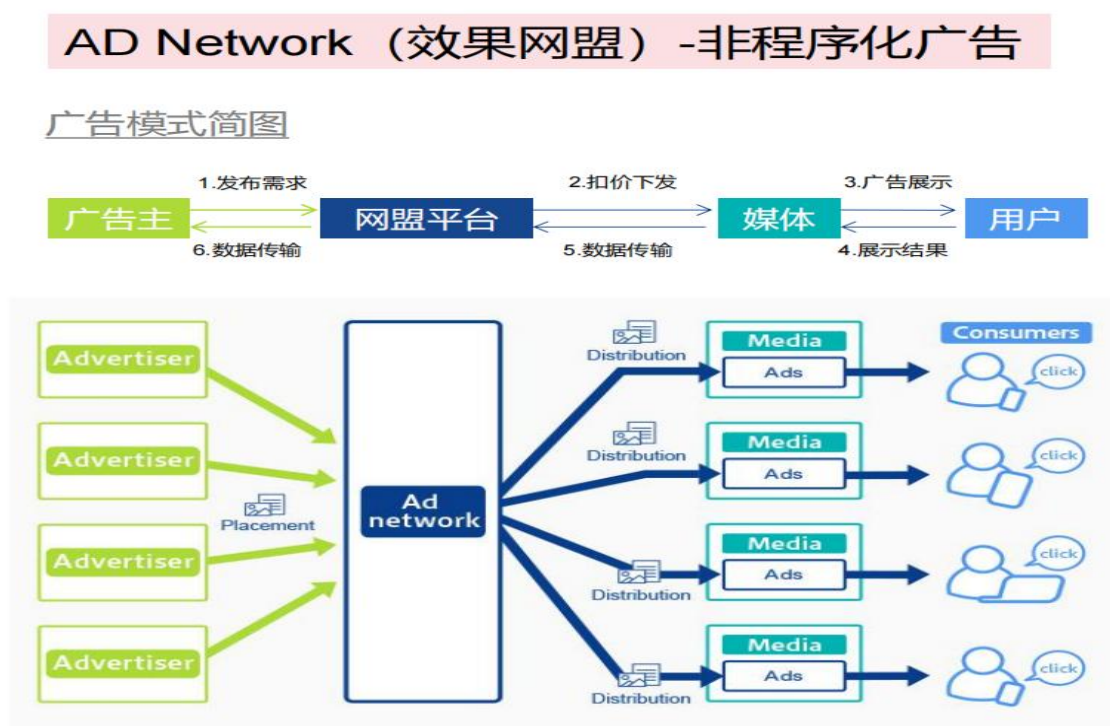 AD Network（效果网盟）-非程序化广告
广告模式简图
1.发布需求
2.扣价下发
3.广告展示
广告主
网盟平台
媒体
用户
6.数据传输
5.数据传输
4.展示结果
Advertiser
Advertiser
Advertiser
Advertiser
Placement
Ad
network
Distribution
Distribution
Distribution
Distribution
Media
Ads
Media
Ads
Media
Ads
Media
Ads
Consumers
click
click
click
click